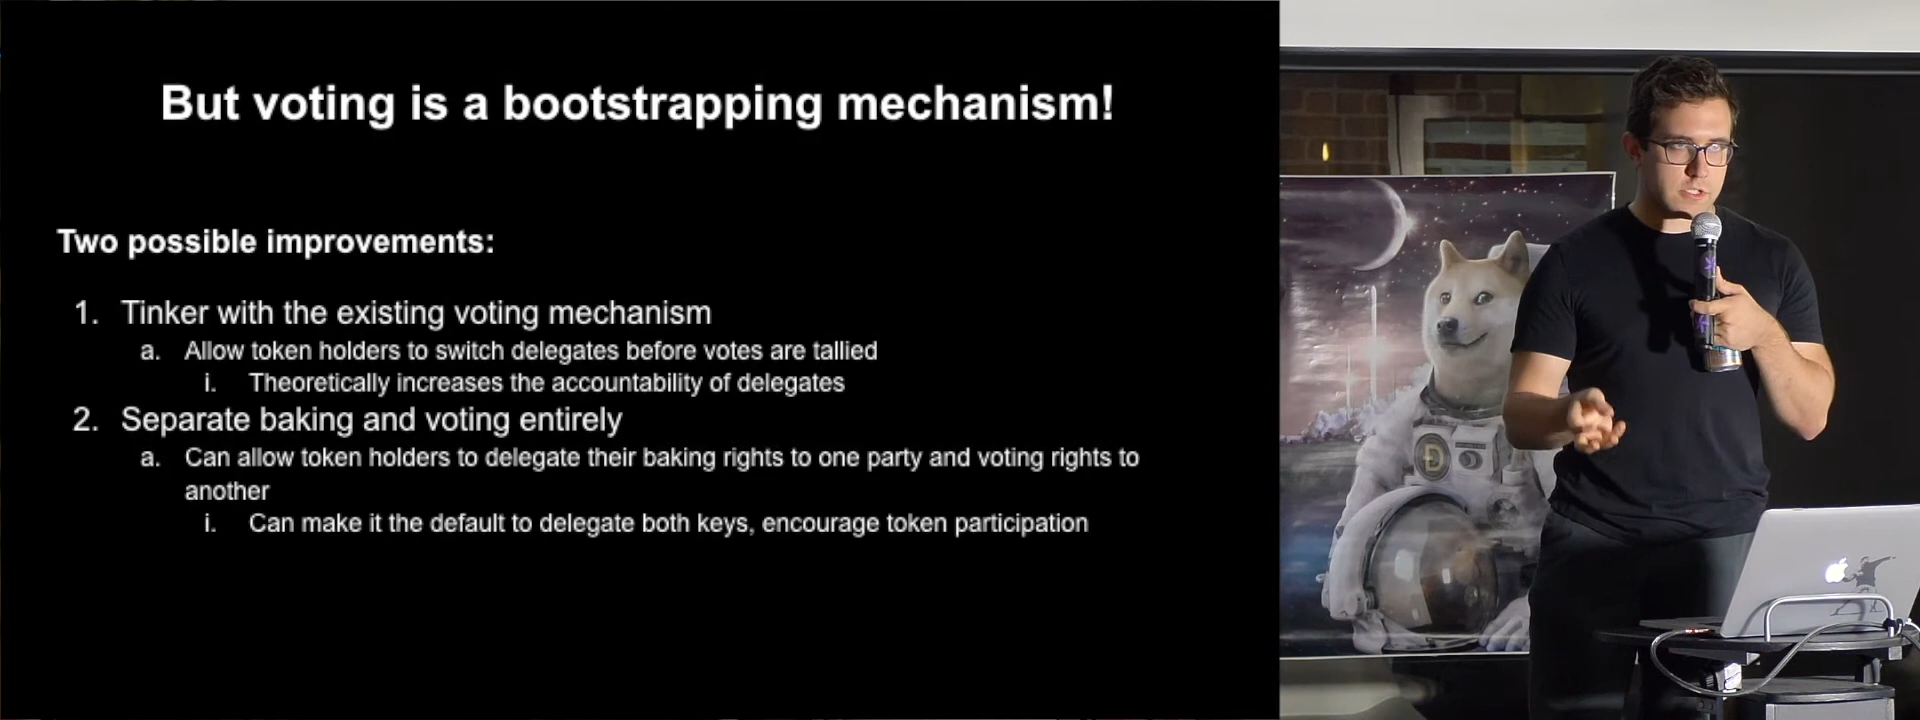 But voting is a bootstrapping mechanism!
Two possible improvements:
1. Tinker with the existing voting mechanism
a. Allow token holders to switch delegates before votes are tallied
i. Theoretically increases the accountability of delegates
2. Separate baking and voting entirely
a. Can allow token holders to delegate their baking rights to one party and voting rights to
another
i. Can make it the default to delegate both keys, encourage token participation
Ð